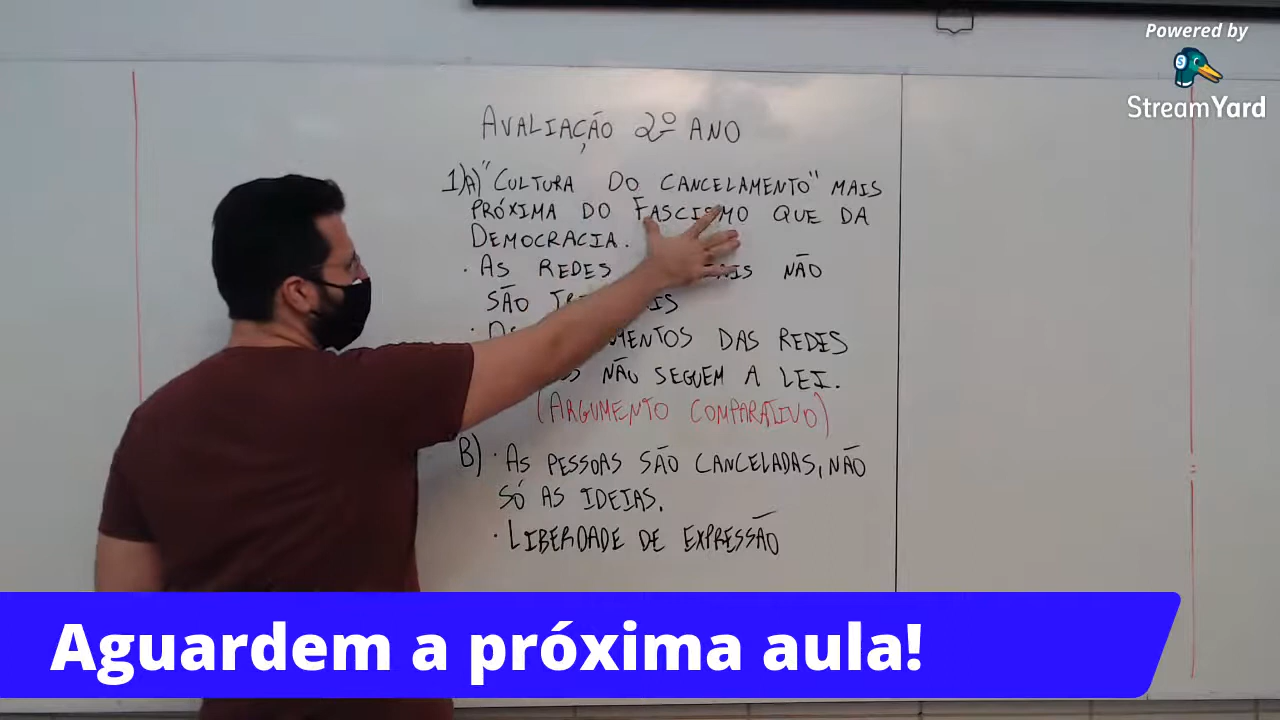 Powered by
StreamYard
AVALIAÇÃO 2º ANO
1)A) "CULTURA DO CANCELAMENTO" MAIS
PRÓXIMA DO FASCISMO QUE DA
DEMOCRACIA.
· AS REDES NÃO
SÃO
DAS REDES
NÃO SEGUEM A LEI.
(ARGUMENTO COMPARATIVO)
B) · AS PESSOAS SÃO CANCELADAS, NÃO
SÓ AS IDEIAS.
· LIBERDADE DE EXPRESSÃO
Aguardem a próxima aula!